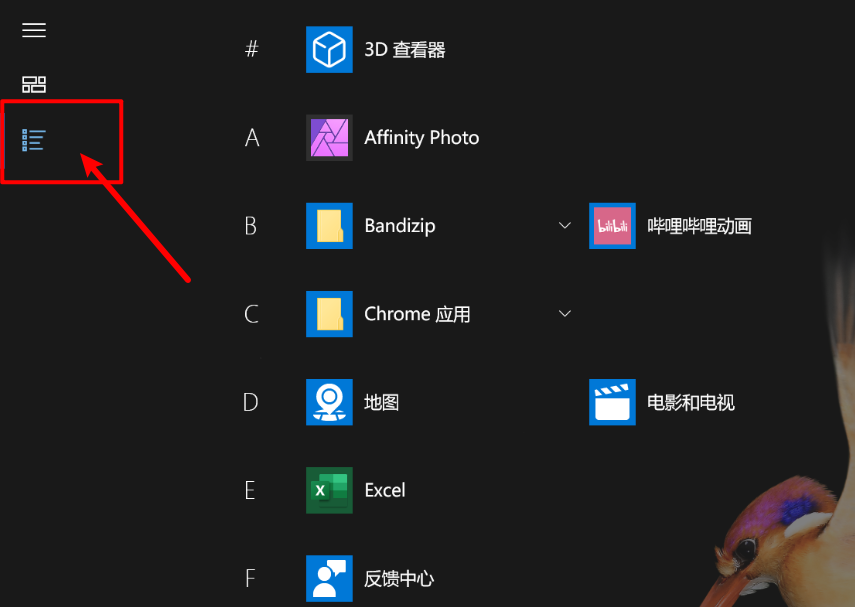 #
3D 查看器
A
Affinity Photo
B
Bandizip
bilibili
哔哩哔哩动画
C
Chrome 应用
D
地图
电影和电视
E
X
Excel
F
反馈中心